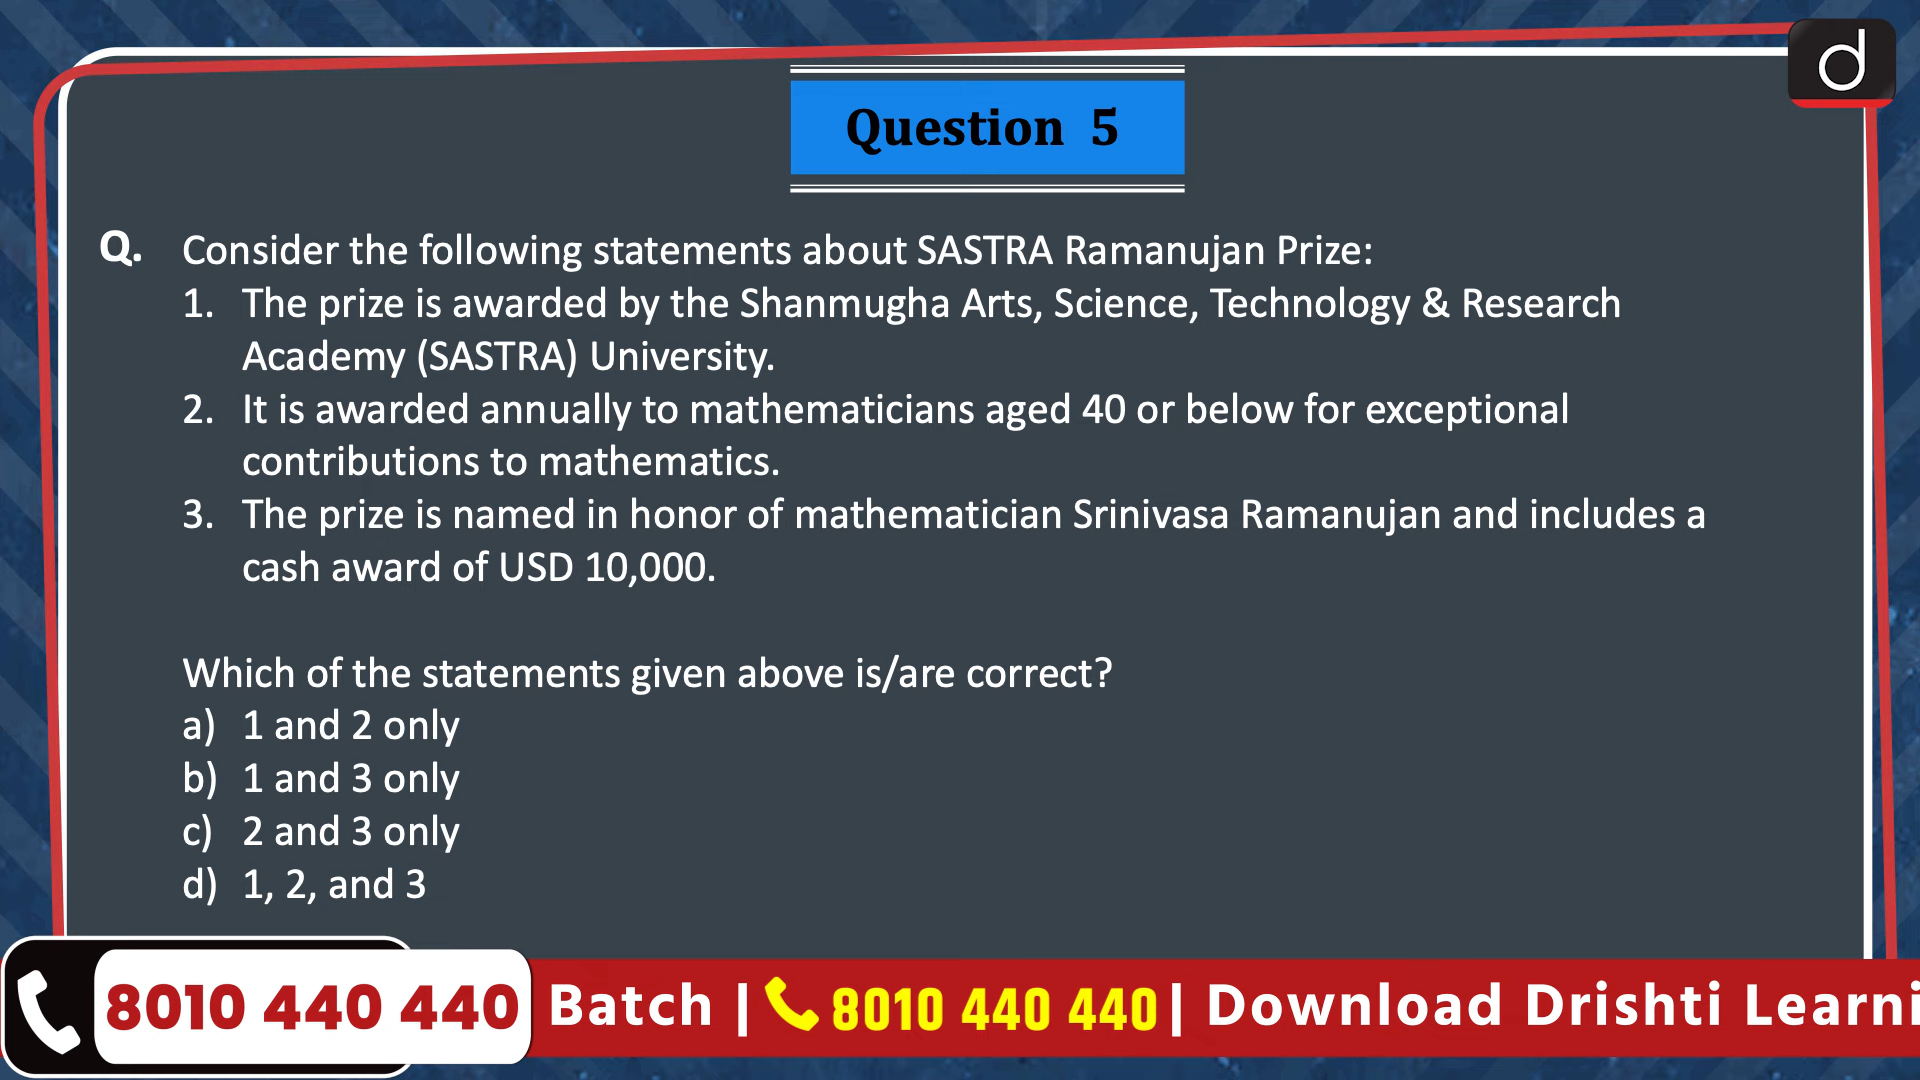 d
Question 5
Q. Consider the following statements about SASTRA Ramanujan Prize:
1. The prize is awarded by the Shanmugha Arts, Science, Technology & Research
Academy (SASTRA) University.
2. It is awarded annually to mathematicians aged 40 or below for exceptional
contributions to mathematics.
3. The prize is named in honor of mathematician Srinivasa Ramanujan and includes a
cash award of USD 10,000.
Which of the statements given above is/are correct?
a) 1 and 2 only
b) 1 and 3 only
c) 2 and 3 only
d) 1, 2, and 3
8010 440 440 Batch | 8010 440 440 | Download Drishti Learni